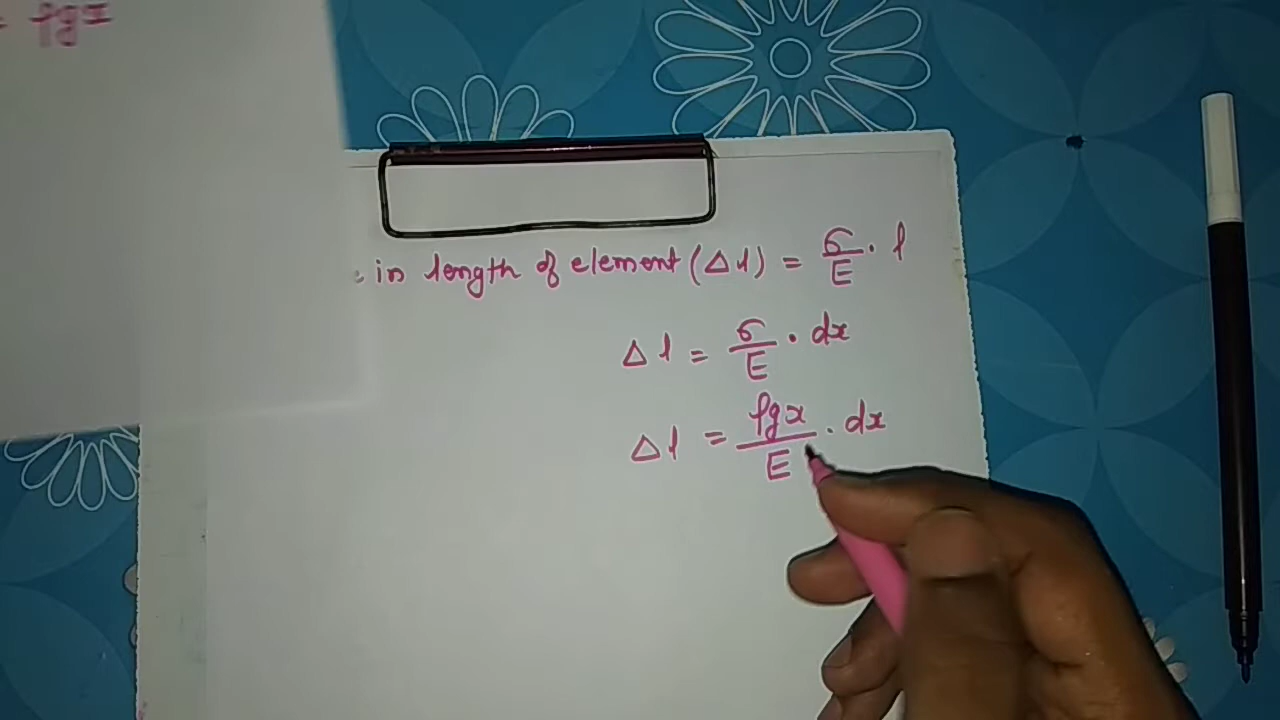 = ρgx
in length of element (Δl) = σ/E · l
Δl = σ/E · dx
Δl = ρgx/E · dx